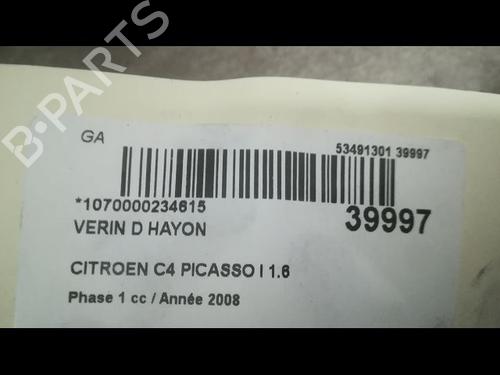 B-PARTS
GA
53491301 39997
*1070000234615
39997
VERIN D HAYON
CITROEN C4 PICASSO I 1.6
Phase 1 cc / Année 2008